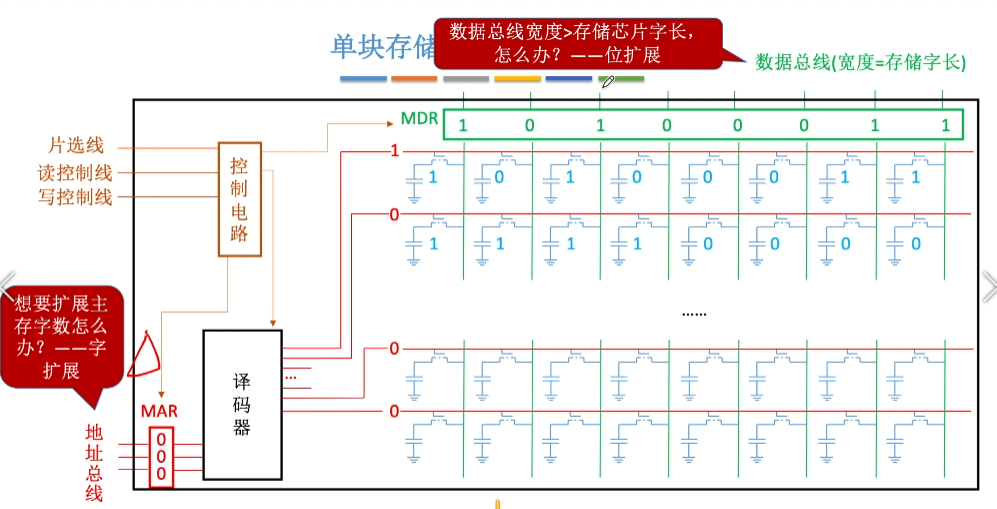 单块存储
数据总线宽度>存储芯片字长,
怎么办?——位扩展
数据总线(宽度=存储字长)
MDR
1 0 1 0 0 0 1 1
片选线
读控制线
写控制线
控制电路
1
1 0 1 0 0 0 1 1
0
1 1 1 1 0 0 0 0
想要扩展主
存字数怎么
办?——字
扩展
……
0
译码器
...
0
MAR
地址总线
0
0
0